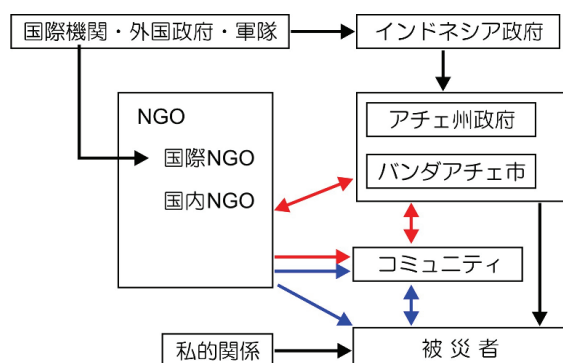 国際機関・外国政府・軍隊
インドネシア政府
NGO
国際NGO
国内NGO
アチェ州政府
バンダアチェ市
コミュニティ
私的関係
被災者